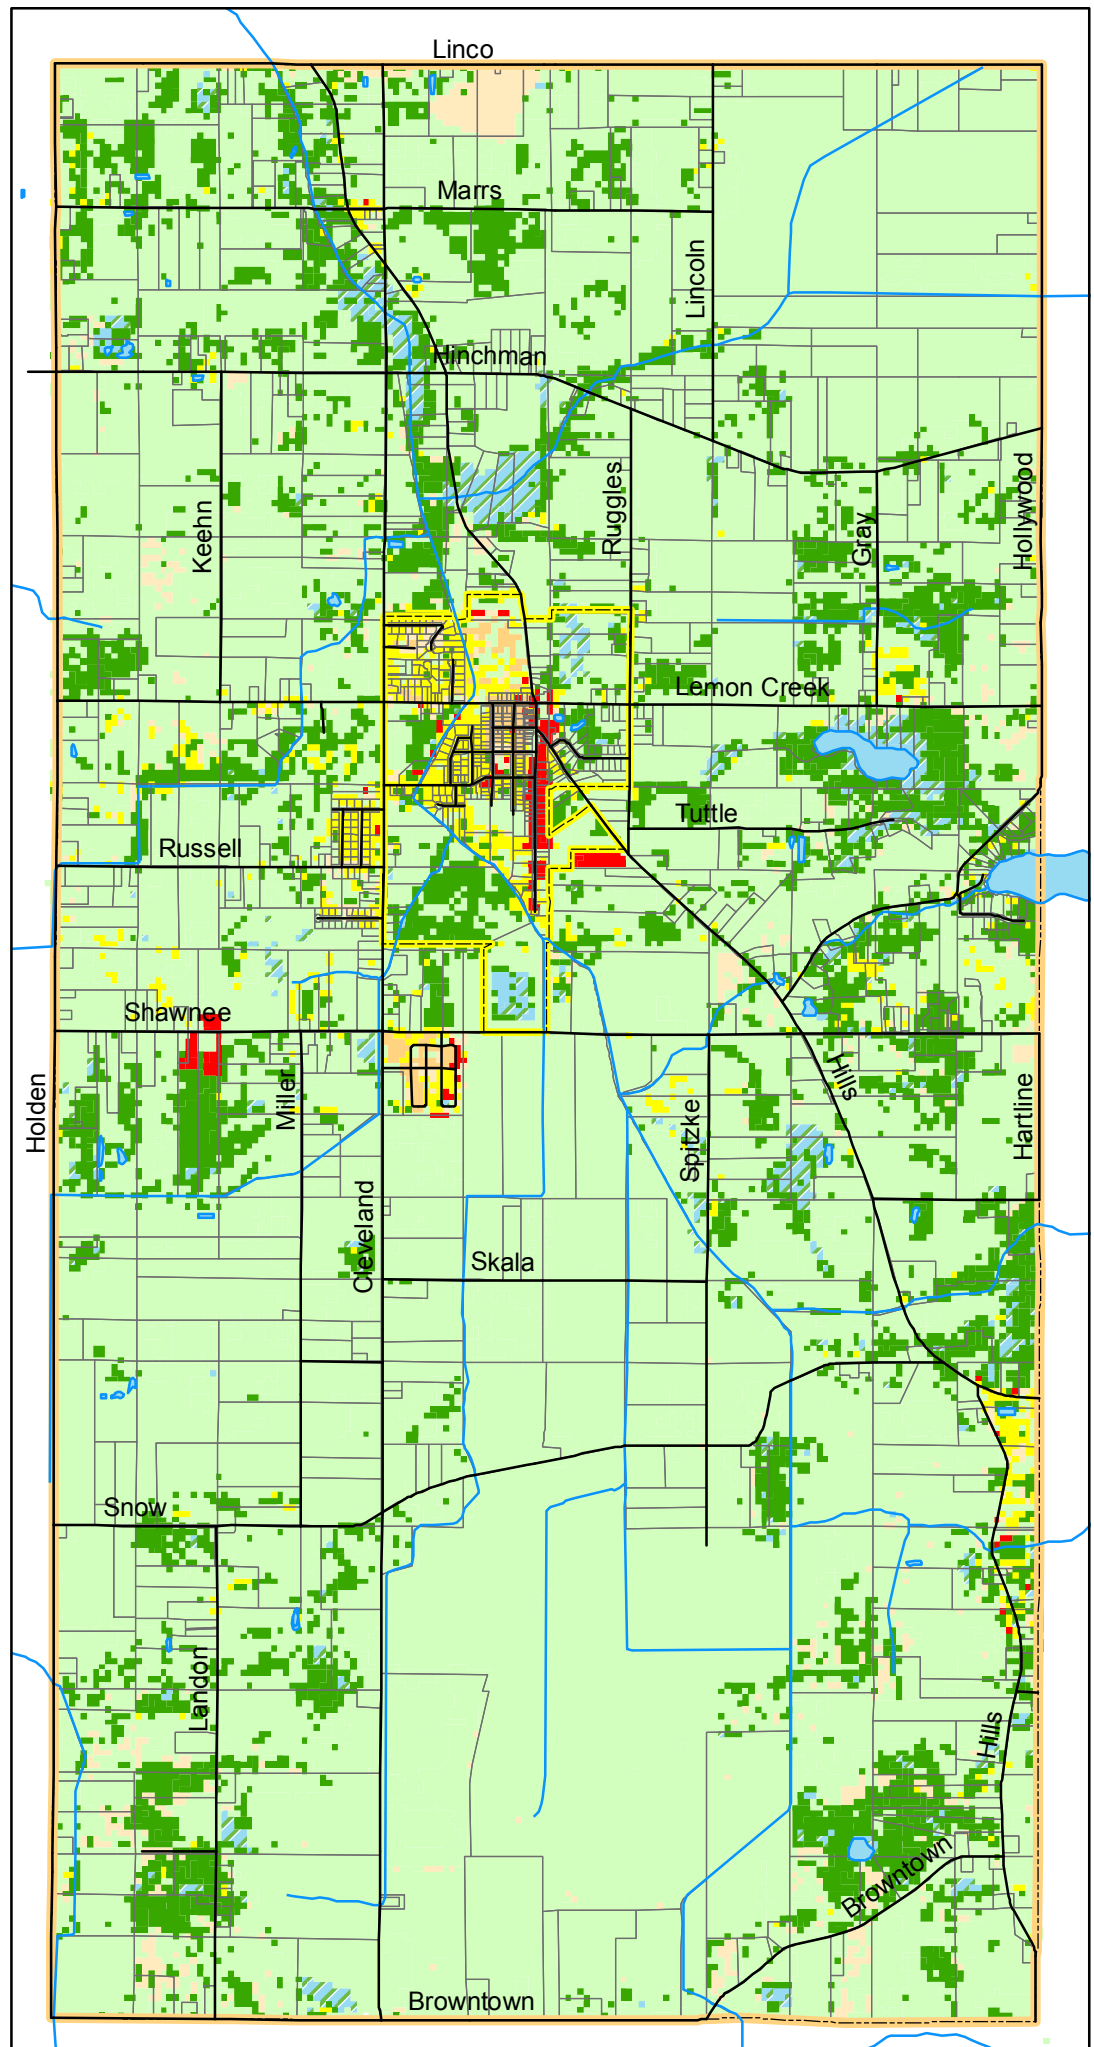 Linco
Marrs
Lincoln
Hinchman
Keehn
Ruggles
Gray
Hollywood
Lemon Creek
Tuttle
Russell
Shawnee
Holden
Miller
Hills
Spitzke
Hartline
Cleveland
Skala
Snow
Landon
Hills
Browntown
Browntown